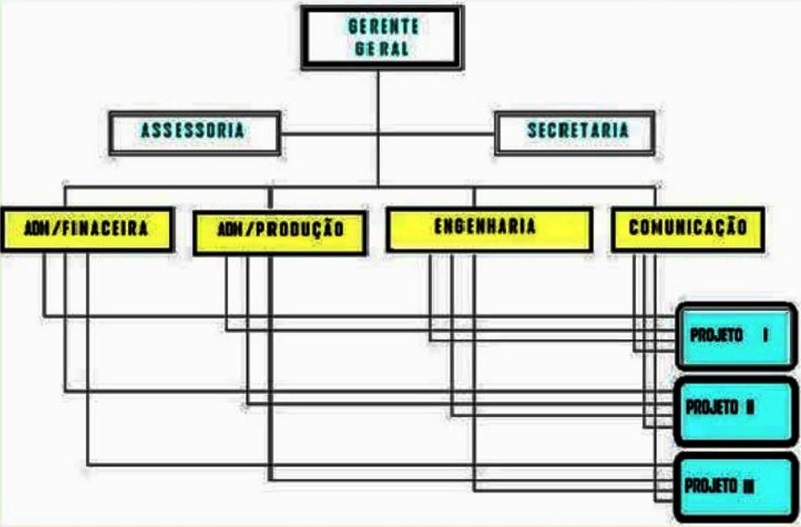 GERENTE
GERAL
ASSESSORIA
SECRETARIA
ADM/FINACEIRA
ADM/PRODUÇÃO
ENGENHARIA
COMUNICAÇÃO
PROJETO I
PROJETO II
PROJETO III